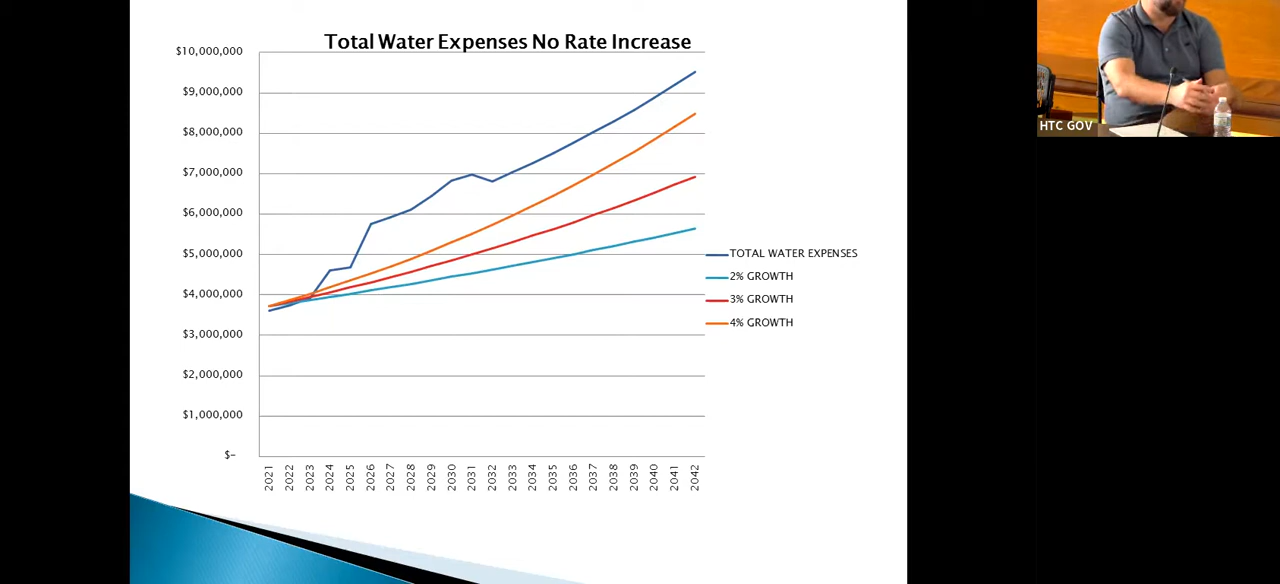 Total Water Expenses No Rate Increase
$10,000,000
$9,000,000
$8,000,000
$7,000,000
$6,000,000
$5,000,000
$4,000,000
$3,000,000
$2,000,000
$1,000,000
$-
2021 2022 2023 2024 2025 2026 2027 2028 2029 2030 2031 2032 2033 2034 2035 2036 2037 2038 2039 2040 2041 2042
TOTAL WATER EXPENSES
2% GROWTH
3% GROWTH
4% GROWTH
HTC GOV